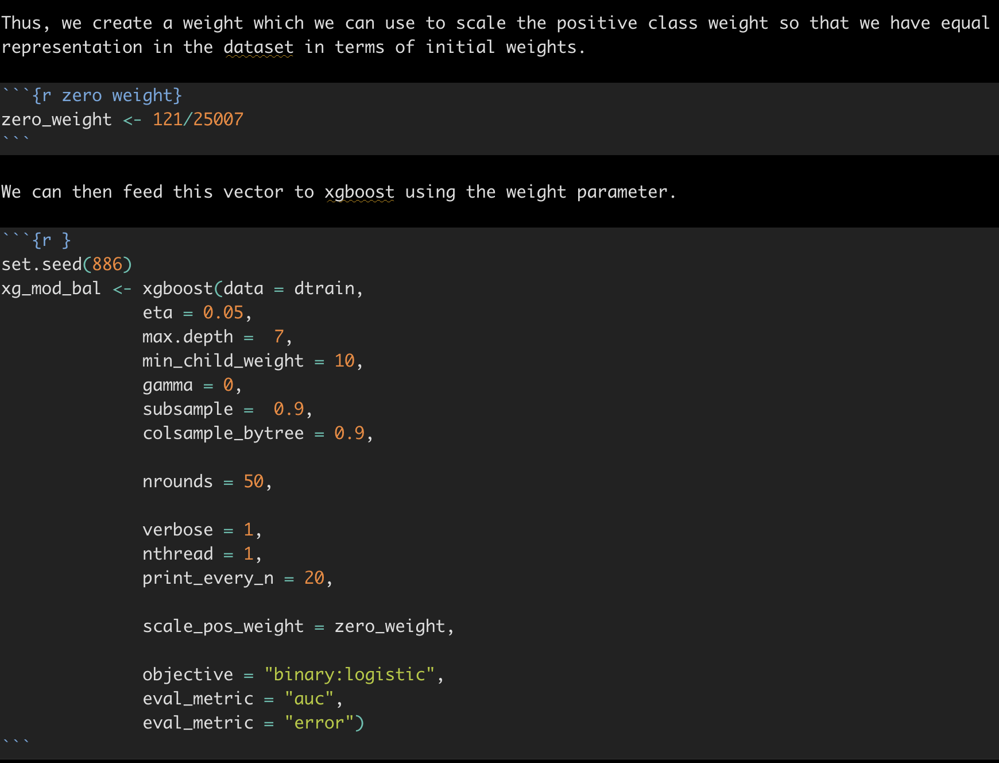 Thus, we create a weight which we can use to scale the positive class weight so that we have equal
representation in the dataset in terms of initial weights.
```{r zero weight}
zero_weight <- 121/25007
```
We can then feed this vector to xgboost using the weight parameter.
```{r }
set.seed(886)
xg_mod_bal <- xgboost(data = dtrain,
              eta = 0.05,
              max.depth =  7,
              min_child_weight = 10,
              gamma = 0,
              subsample =  0.9,
              colsample_bytree = 0.9,
              nrounds = 50,
              verbose = 1,
              nthread = 1,
              print_every_n = 20,
              scale_pos_weight = zero_weight,
              objective = "binary:logistic",
              eval_metric = "auc",
              eval_metric = "error")
```